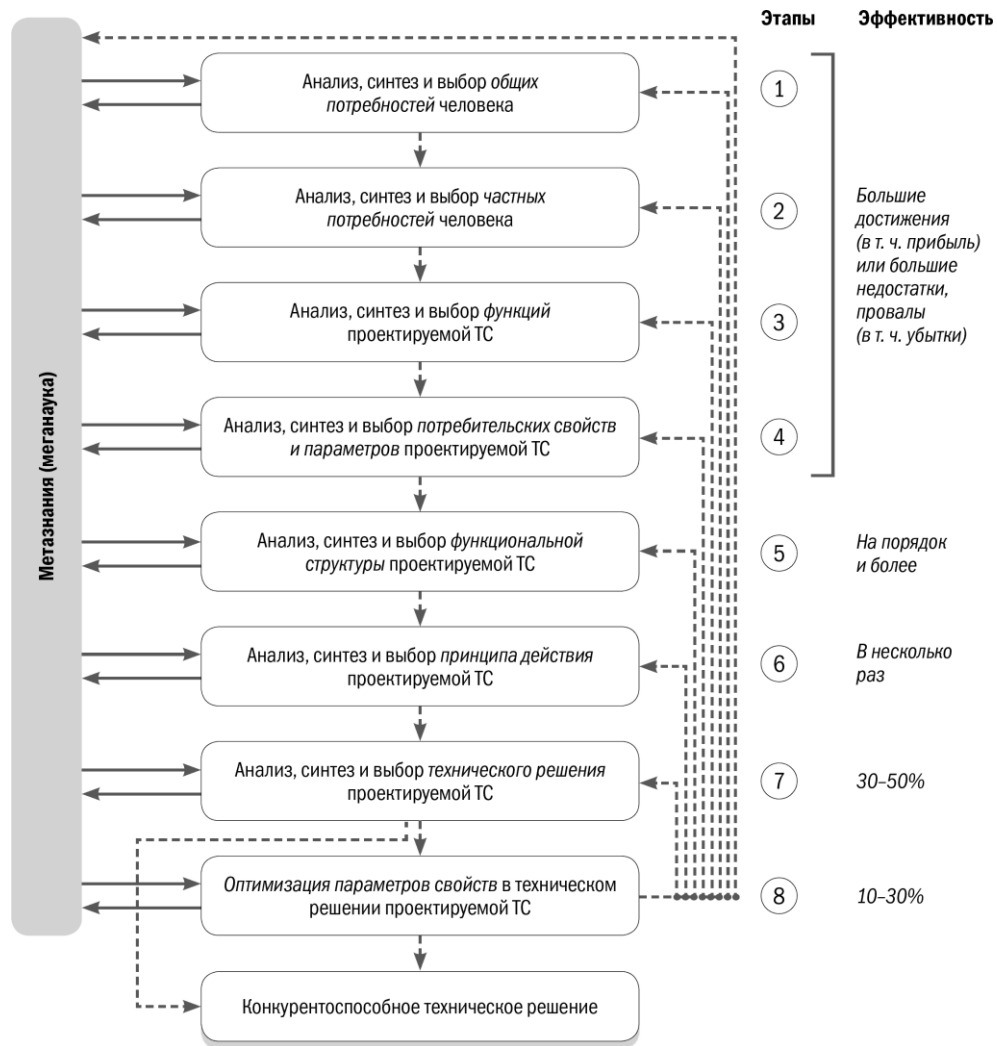 Этапы
Эффективность
Метазнания (меганаука)
Анализ, синтез и выбор общих
потребностей человека
1
Анализ, синтез и выбор частных
потребностей человека
2
Большие
достижения
(в т. ч. прибыль)
или большие
недостатки,
провалы
(в т. ч. убытки)
Анализ, синтез и выбор функций
проектируемой ТС
3
Анализ, синтез и выбор потребительских свойств
и параметров проектируемой ТС
4
Анализ, синтез и выбор функциональной
структуры проектируемой ТС
5
На порядок
и более
Анализ, синтез и выбор принципа действия
проектируемой ТС
6
В несколько
раз
Анализ, синтез и выбор технического решения
проектируемой ТС
7
30–50%
Оптимизация параметров свойств в техническом
решении проектируемой ТС
8
10–30%
Конкурентоспособное техническое решение